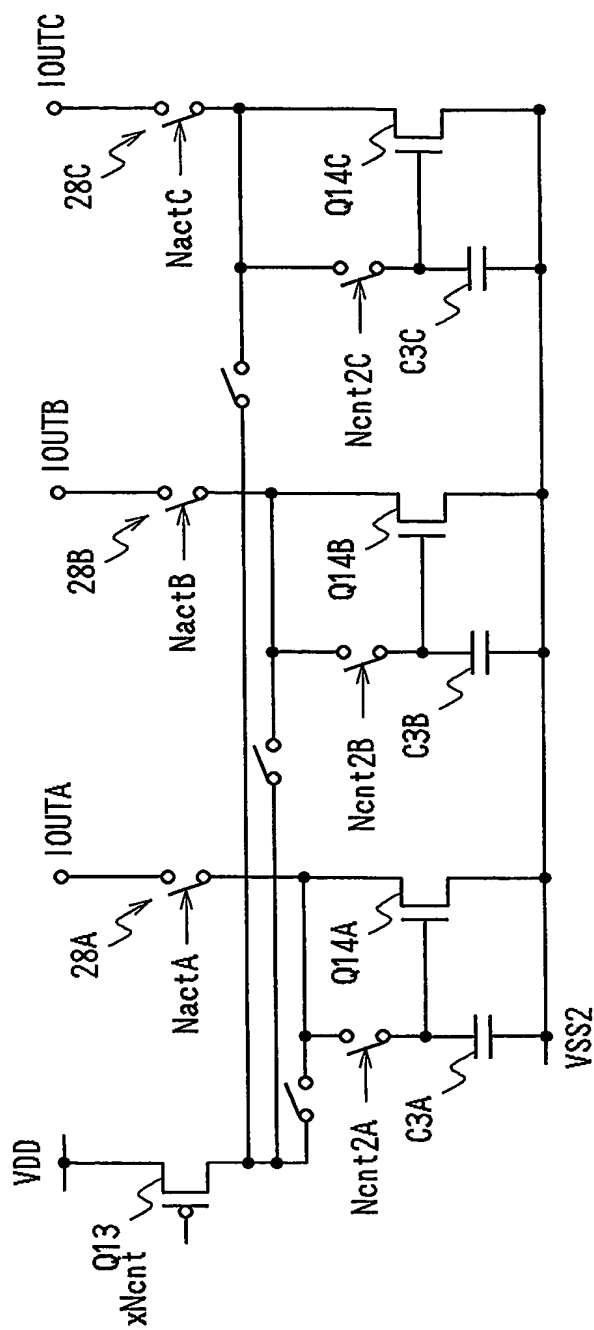 VDD
Q13
xNcnt
IOUTA
28A
NactA
Ncnt2A
Q14A
C3A
VSS2
IOUTB
28B
NactB
Ncnt2B
Q14B
C3B
IOUTC
28C
NactC
Ncnt2C
Q14C
C3C